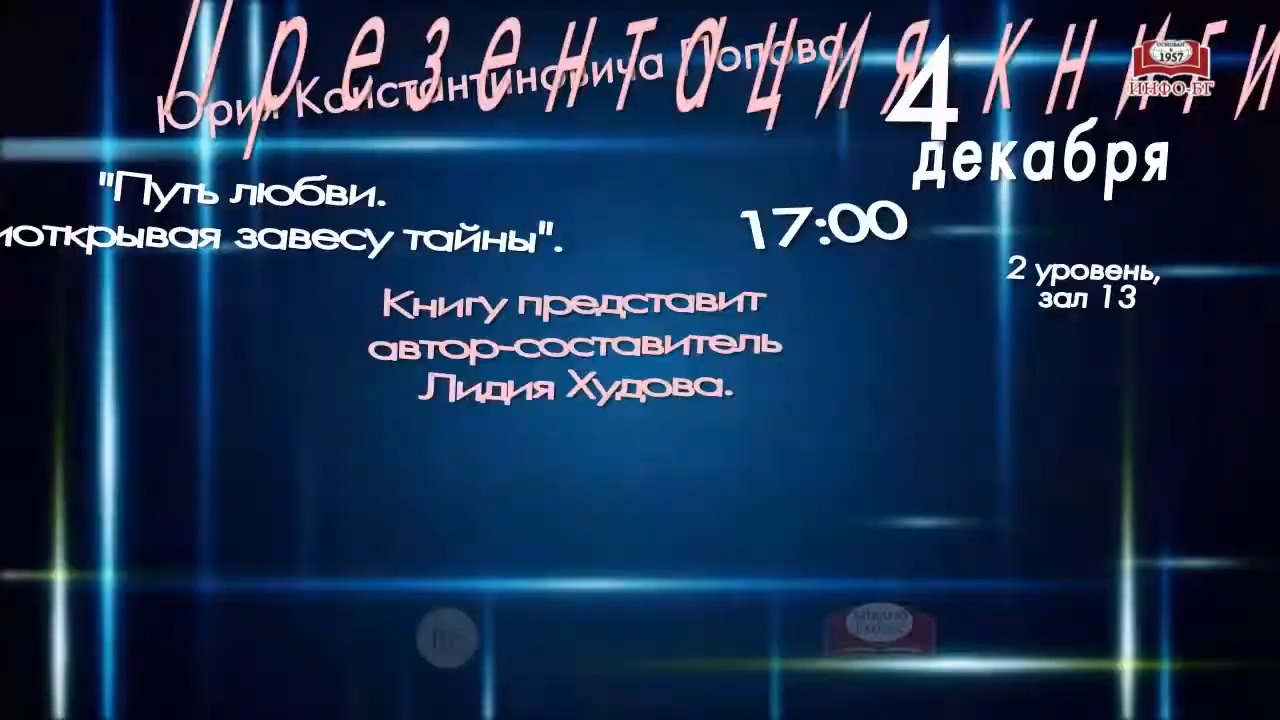 Презентация книги
Юрия Константиновича Попова
4
декабря
ОСНОВАН
В
1957
ИНФО-БГ
"Путь любви.
иоткрывая завесу тайны".
17:00
2 уровень,
зал 13
Книгу представит
автор-составитель
Лидия Худова.